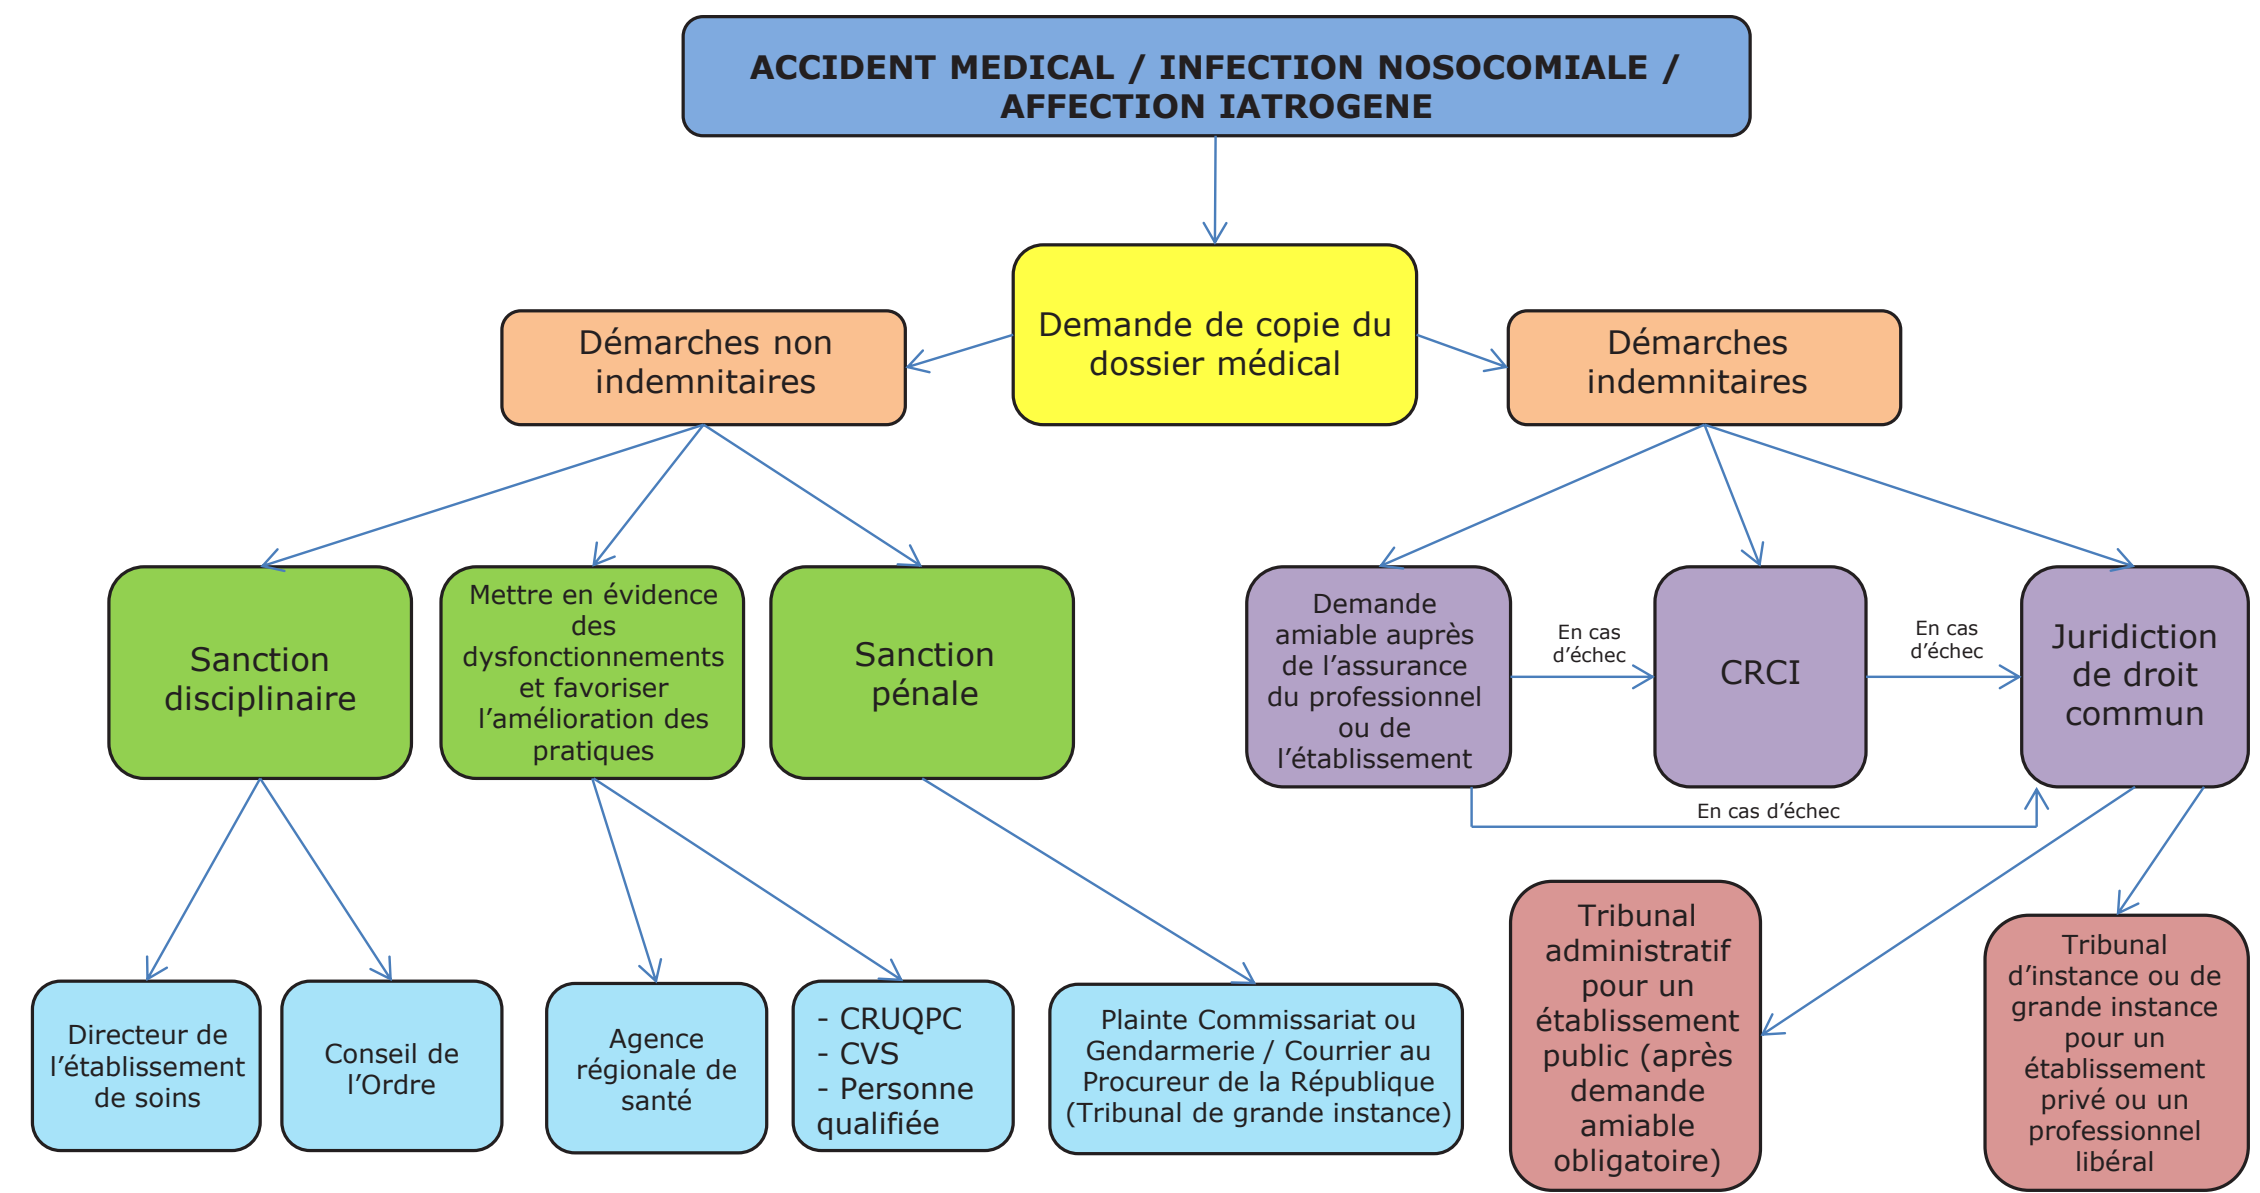 ACCIDENT MEDICAL / INFECTION NOSOCOMIALE /
AFFECTION IATROGENE
Demande de copie du
dossier médical
Démarches non
indemnitaires
Démarches
indemnitaires
Sanction
disciplinaire
Mettre en évidence
des
dysfonctionnements
et favoriser
l’amélioration des
pratiques
Sanction
pénale
Demande
amiable auprès
de l’assurance
du professionnel
ou de
l’établissement
En cas
d’échec
CRCI
En cas
d’échec
Juridiction
de droit
commun
En cas d’échec
Directeur de
l’établissement
de soins
Conseil de
l’Ordre
Agence
régionale de
santé
- CRUQPC
- CVS
- Personne
qualifiée
Plainte Commissariat ou
Gendarmerie / Courrier au
Procureur de la République
(Tribunal de grande instance)
Tribunal
administratif
pour un
établissement
public (après
demande
amiable
obligatoire)
Tribunal
d’instance ou de
grande instance
pour un
établissement
privé ou un
professionnel
libéral